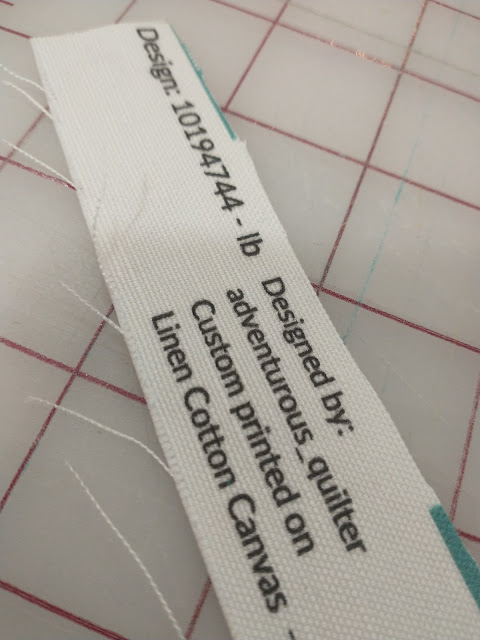 Design: 10194744 - lb
Designed by:
adventurous_quilter
Custom printed on
Linen Cotton Canvas -